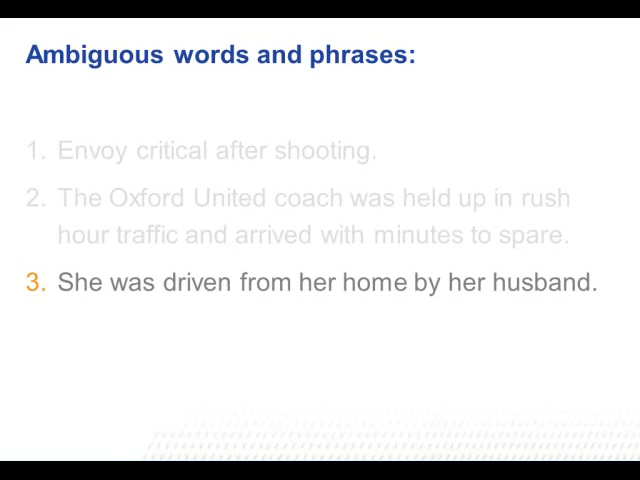 Ambiguous words and phrases:
1. Envoy critical after shooting.
2. The Oxford United coach was held up in rush
hour traffic and arrived with minutes to spare.
3. She was driven from her home by her husband.